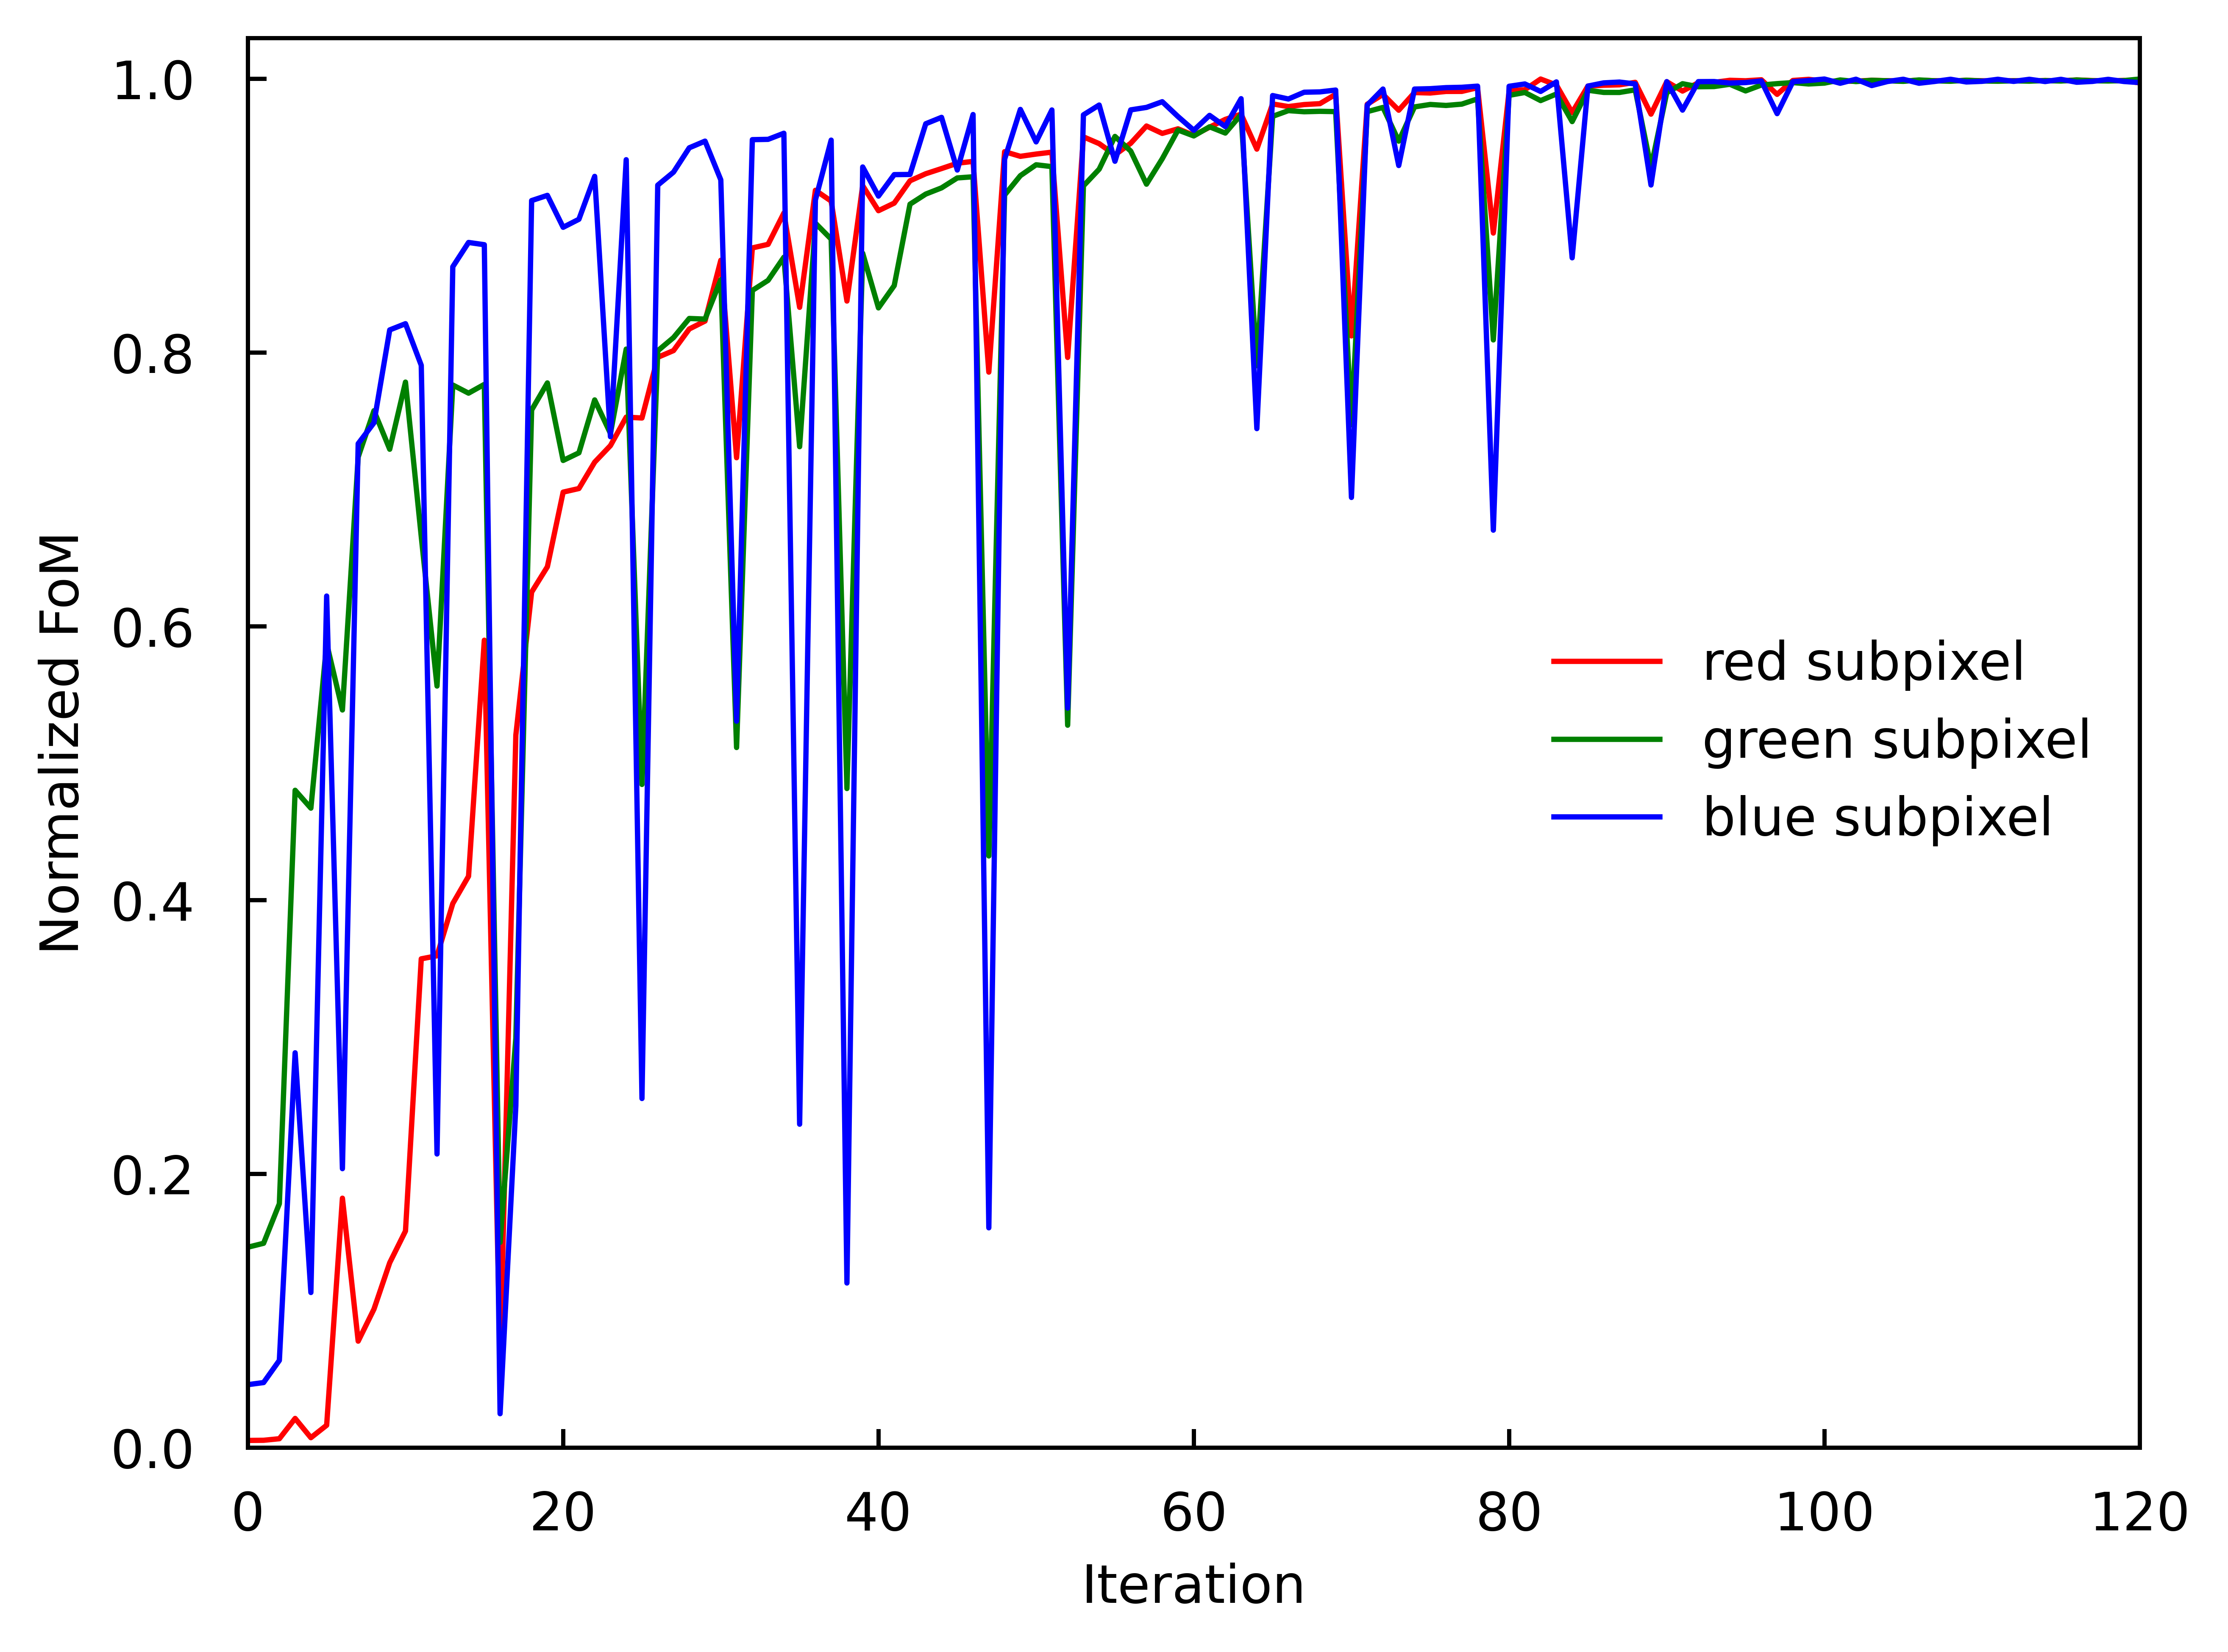 1.0
0.8
0.6
0.4
0.2
0.0
Normalized FoM
red subpixel
green subpixel
blue subpixel
0 20 40 60 80 100 120
Iteration